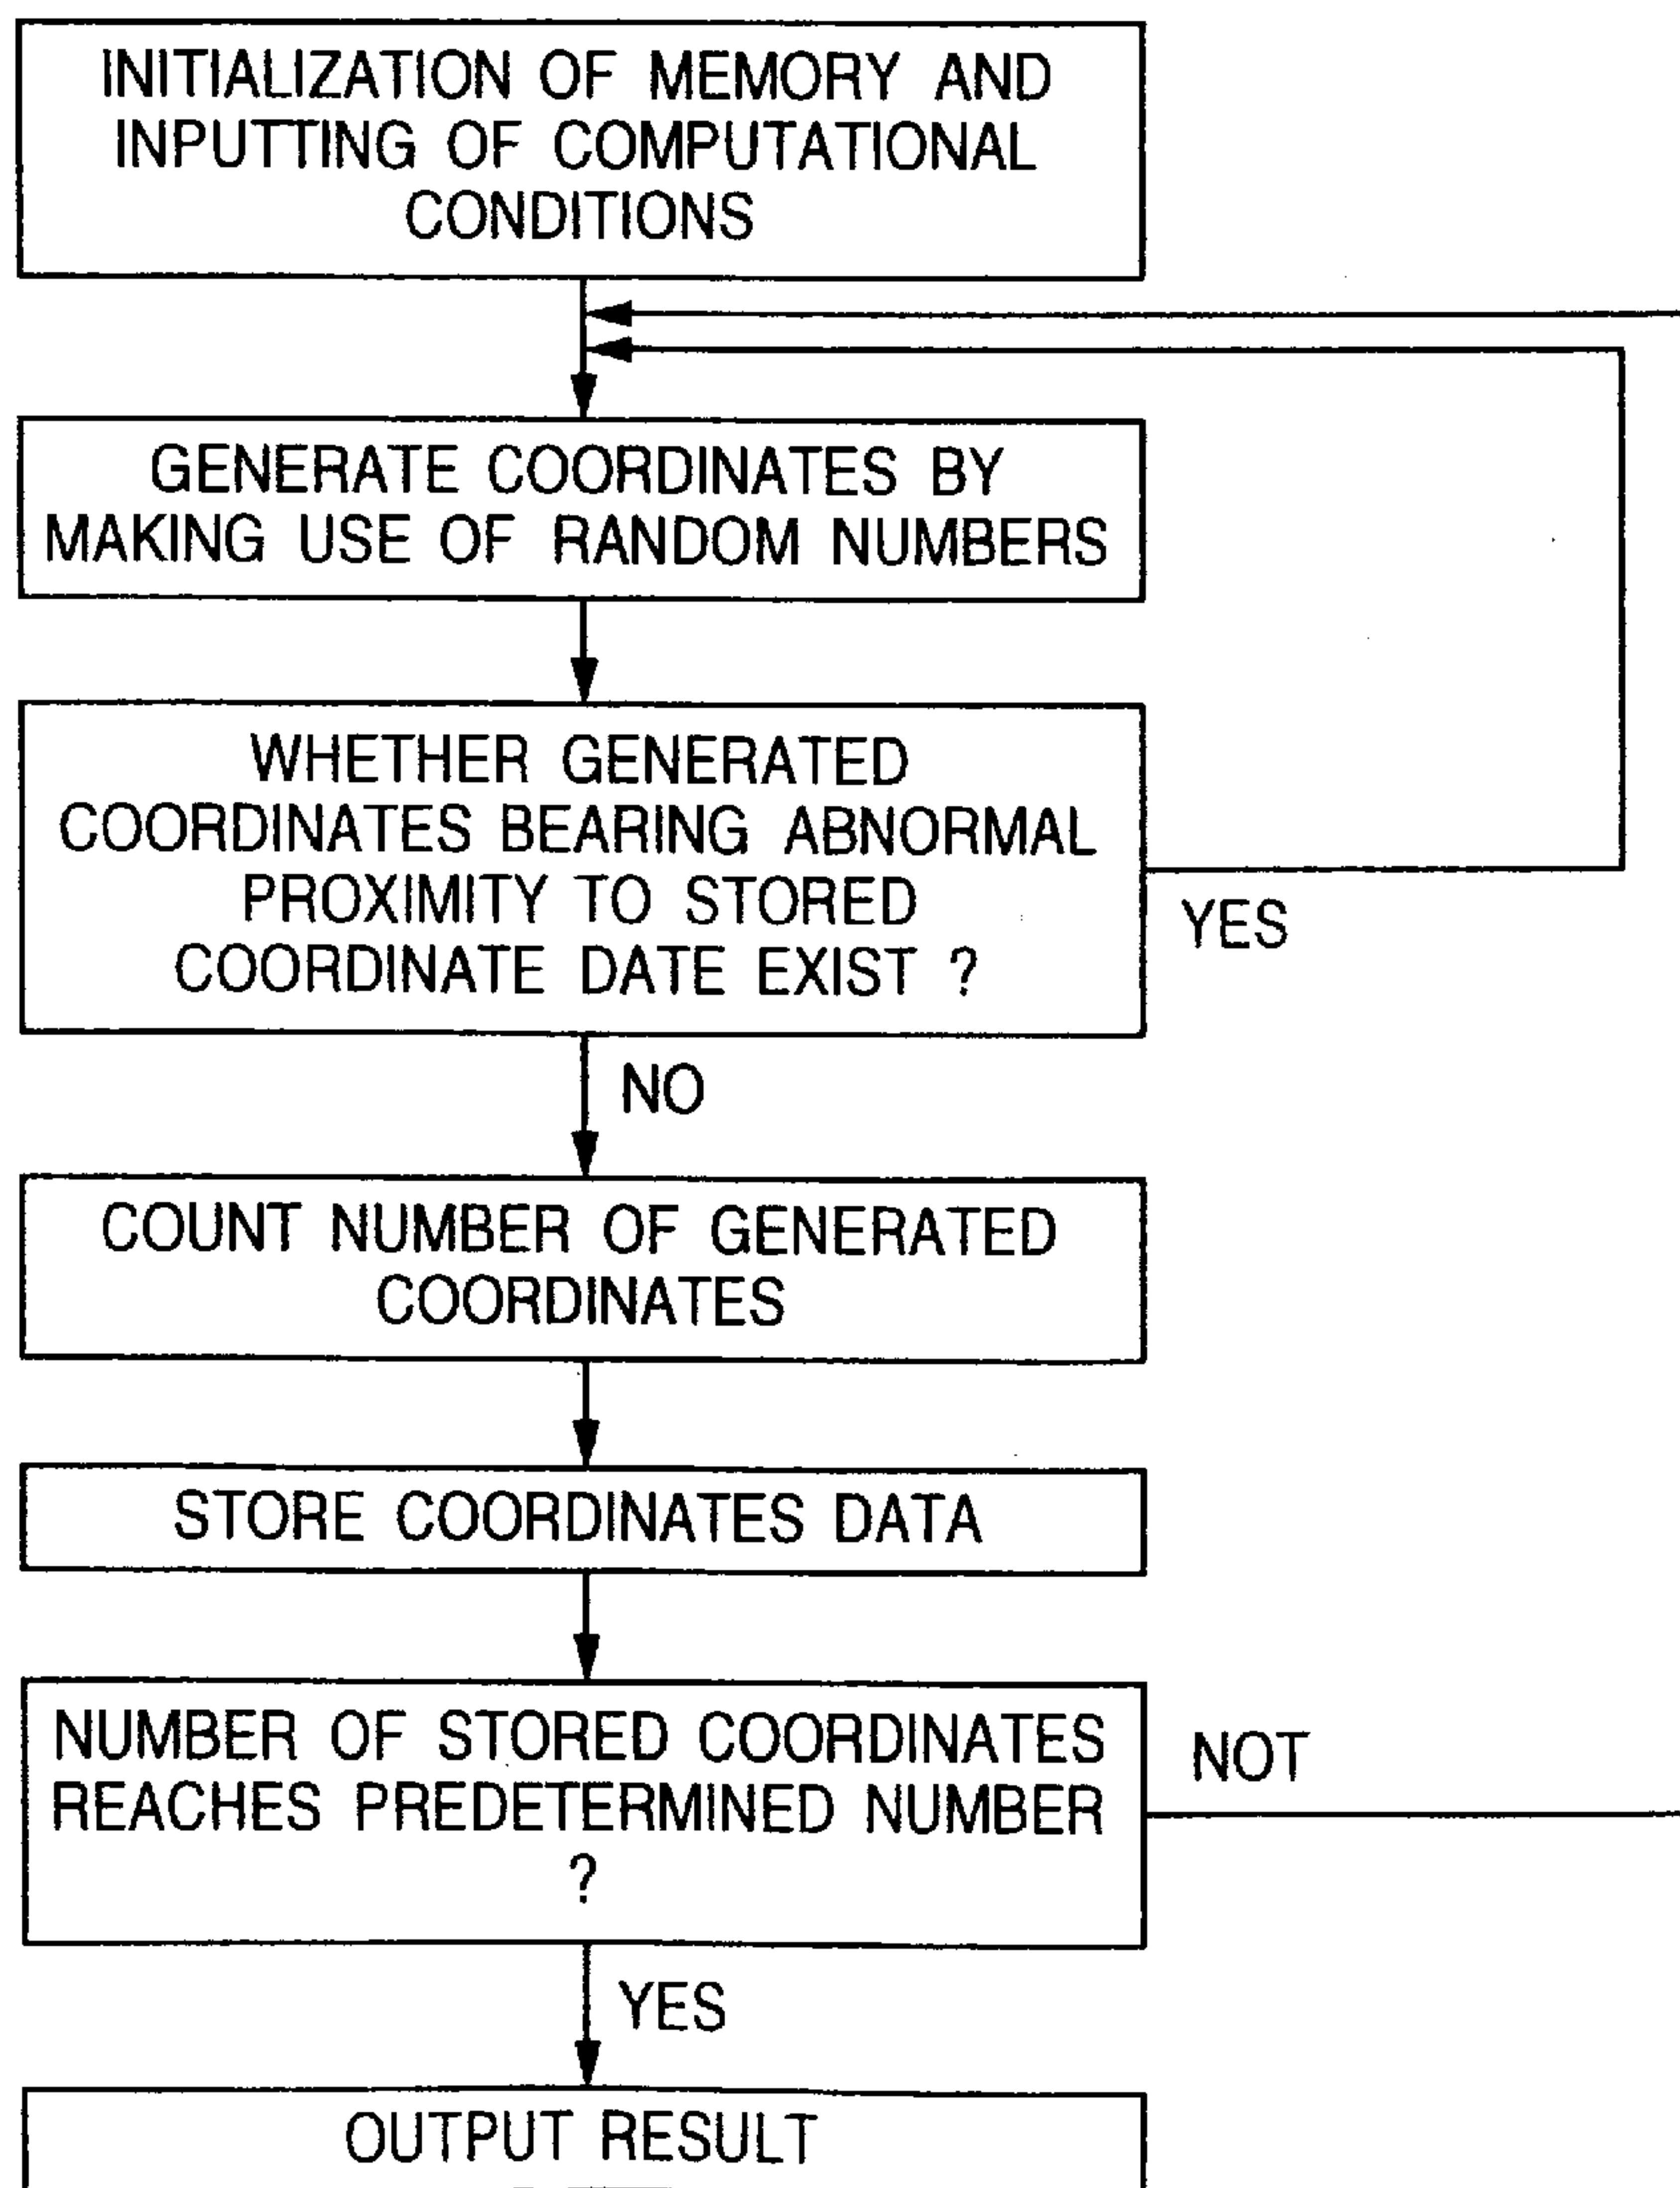 INITIALIZATION OF MEMORY AND
INPUTTING OF COMPUTATIONAL
CONDITIONS
GENERATE COORDINATES BY
MAKING USE OF RANDOM NUMBERS
WHETHER GENERATED
COORDINATES BEARING ABNORMAL
PROXIMITY TO STORED
COORDINATE DATE EXIST ?
YES
NO
COUNT NUMBER OF GENERATED
COORDINATES
STORE COORDINATES DATA
NUMBER OF STORED COORDINATES
REACHES PREDETERMINED NUMBER
?
NOT
YES
OUTPUT RESULT